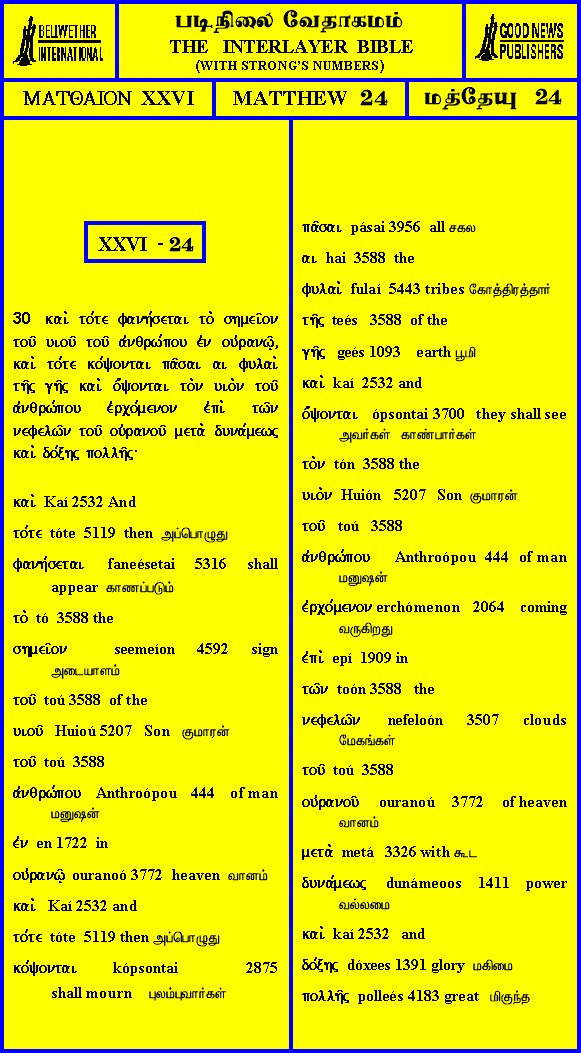 BELLWETHER
INTERNATIONAL
படிநிலை வேதாகமம்
THE INTERLAYER BIBLE
(WITH STRONG'S NUMBERS)
GOOD NEWS
PUBLISHERS
ΜΑΤΘΑΙΟΝ XXVI
MATTHEW 24
மத்தேயு 24
XXVI - 24
30 καὶ τότε φανήσεται τὸ σημεῖον
τοῦ υιοῦ τοῦ ἀνθρώπου ἐν οὐρανῷ,
καὶ τότε κόψονται πᾶσαι αι φυλαὶ
τῆς γῆς καὶ ὄψονται τὸν υιὸν τοῦ
ἀνθρώπου ἐρχόμενον ἐπὶ τῶν
νεφελῶν τοῦ οὐρανοῦ μετὰ δυνάμεως
καὶ δόξης πολλῆς·
καὶ Kaí 2532 And
τότε tóte 5119 then அப்பொழுது
φανήσεται faneésetai 5316 shall
appear காணப்படும்
τὸ tó 3588 the
σημεῖον seemeíon 4592 sign
அடையாளம்
τοῦ toú 3588 of the
υιοῦ Huioú 5207 Son குமாரன்
τοῦ toú 3588
ἀνθρώπου Anthroópou 444 of man
மனுஷன்
ἐν en 1722 in
οὐρανῷ ouranoó 3772 heaven வானம்
καὶ Kaí 2532 and
τότε tóte 5119 then அப்பொழுது
κόψονται kópsontai 2875
shall mourn புலம்புவார்கள்
πᾶσαι pásai 3956 all சகல
αι hai 3588 the
φυλαὶ fulaí 5443 tribes கோத்திரத்தார்
τῆς teés 3588 of the
γῆς geés 1093 earth பூமி
καὶ kaí 2532 and
ὄψονται ópsontai 3700 they shall see
அவர்கள் காண்பார்கள்
τὸν tón 3588 the
υιὸν Huión 5207 Son குமாரன்
τοῦ toú 3588
ἀνθρώπου Anthroópou 444 of man
மனுஷன்
ἐρχόμενον erchómenon 2064 coming
வருகிறது
ἐπὶ epí 1909 in
τῶν toón 3588 the
νεφελῶν nefeloón 3507 clouds
மேகங்கள்
τοῦ toú 3588
οὐρανοῦ ouranoú 3772 of heaven
வானம்
μετὰ metá 3326 with கூட
δυνάμεως dunámeoos 1411 power
வல்லமை
καὶ kaí 2532 and
δόξης dóxees 1391 glory மகிமை
πολλῆς polleés 4183 great மிகுந்த